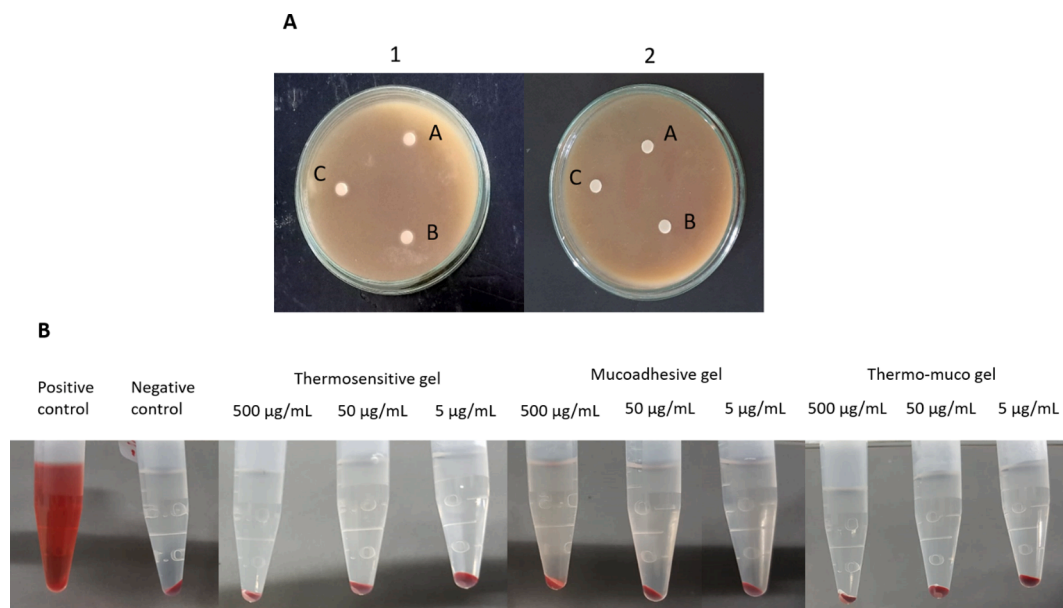 A
1 2
A
C
B
A
C
B
B
Positive
control
Negative
control
Thermosensitive gel
500 µg/mL 50 µg/mL 5 µg/mL
Mucoadhesive gel
500 µg/mL 50 µg/mL 5 µg/mL
Thermo-muco gel
500 µg/mL 50 µg/mL 5 µg/mL